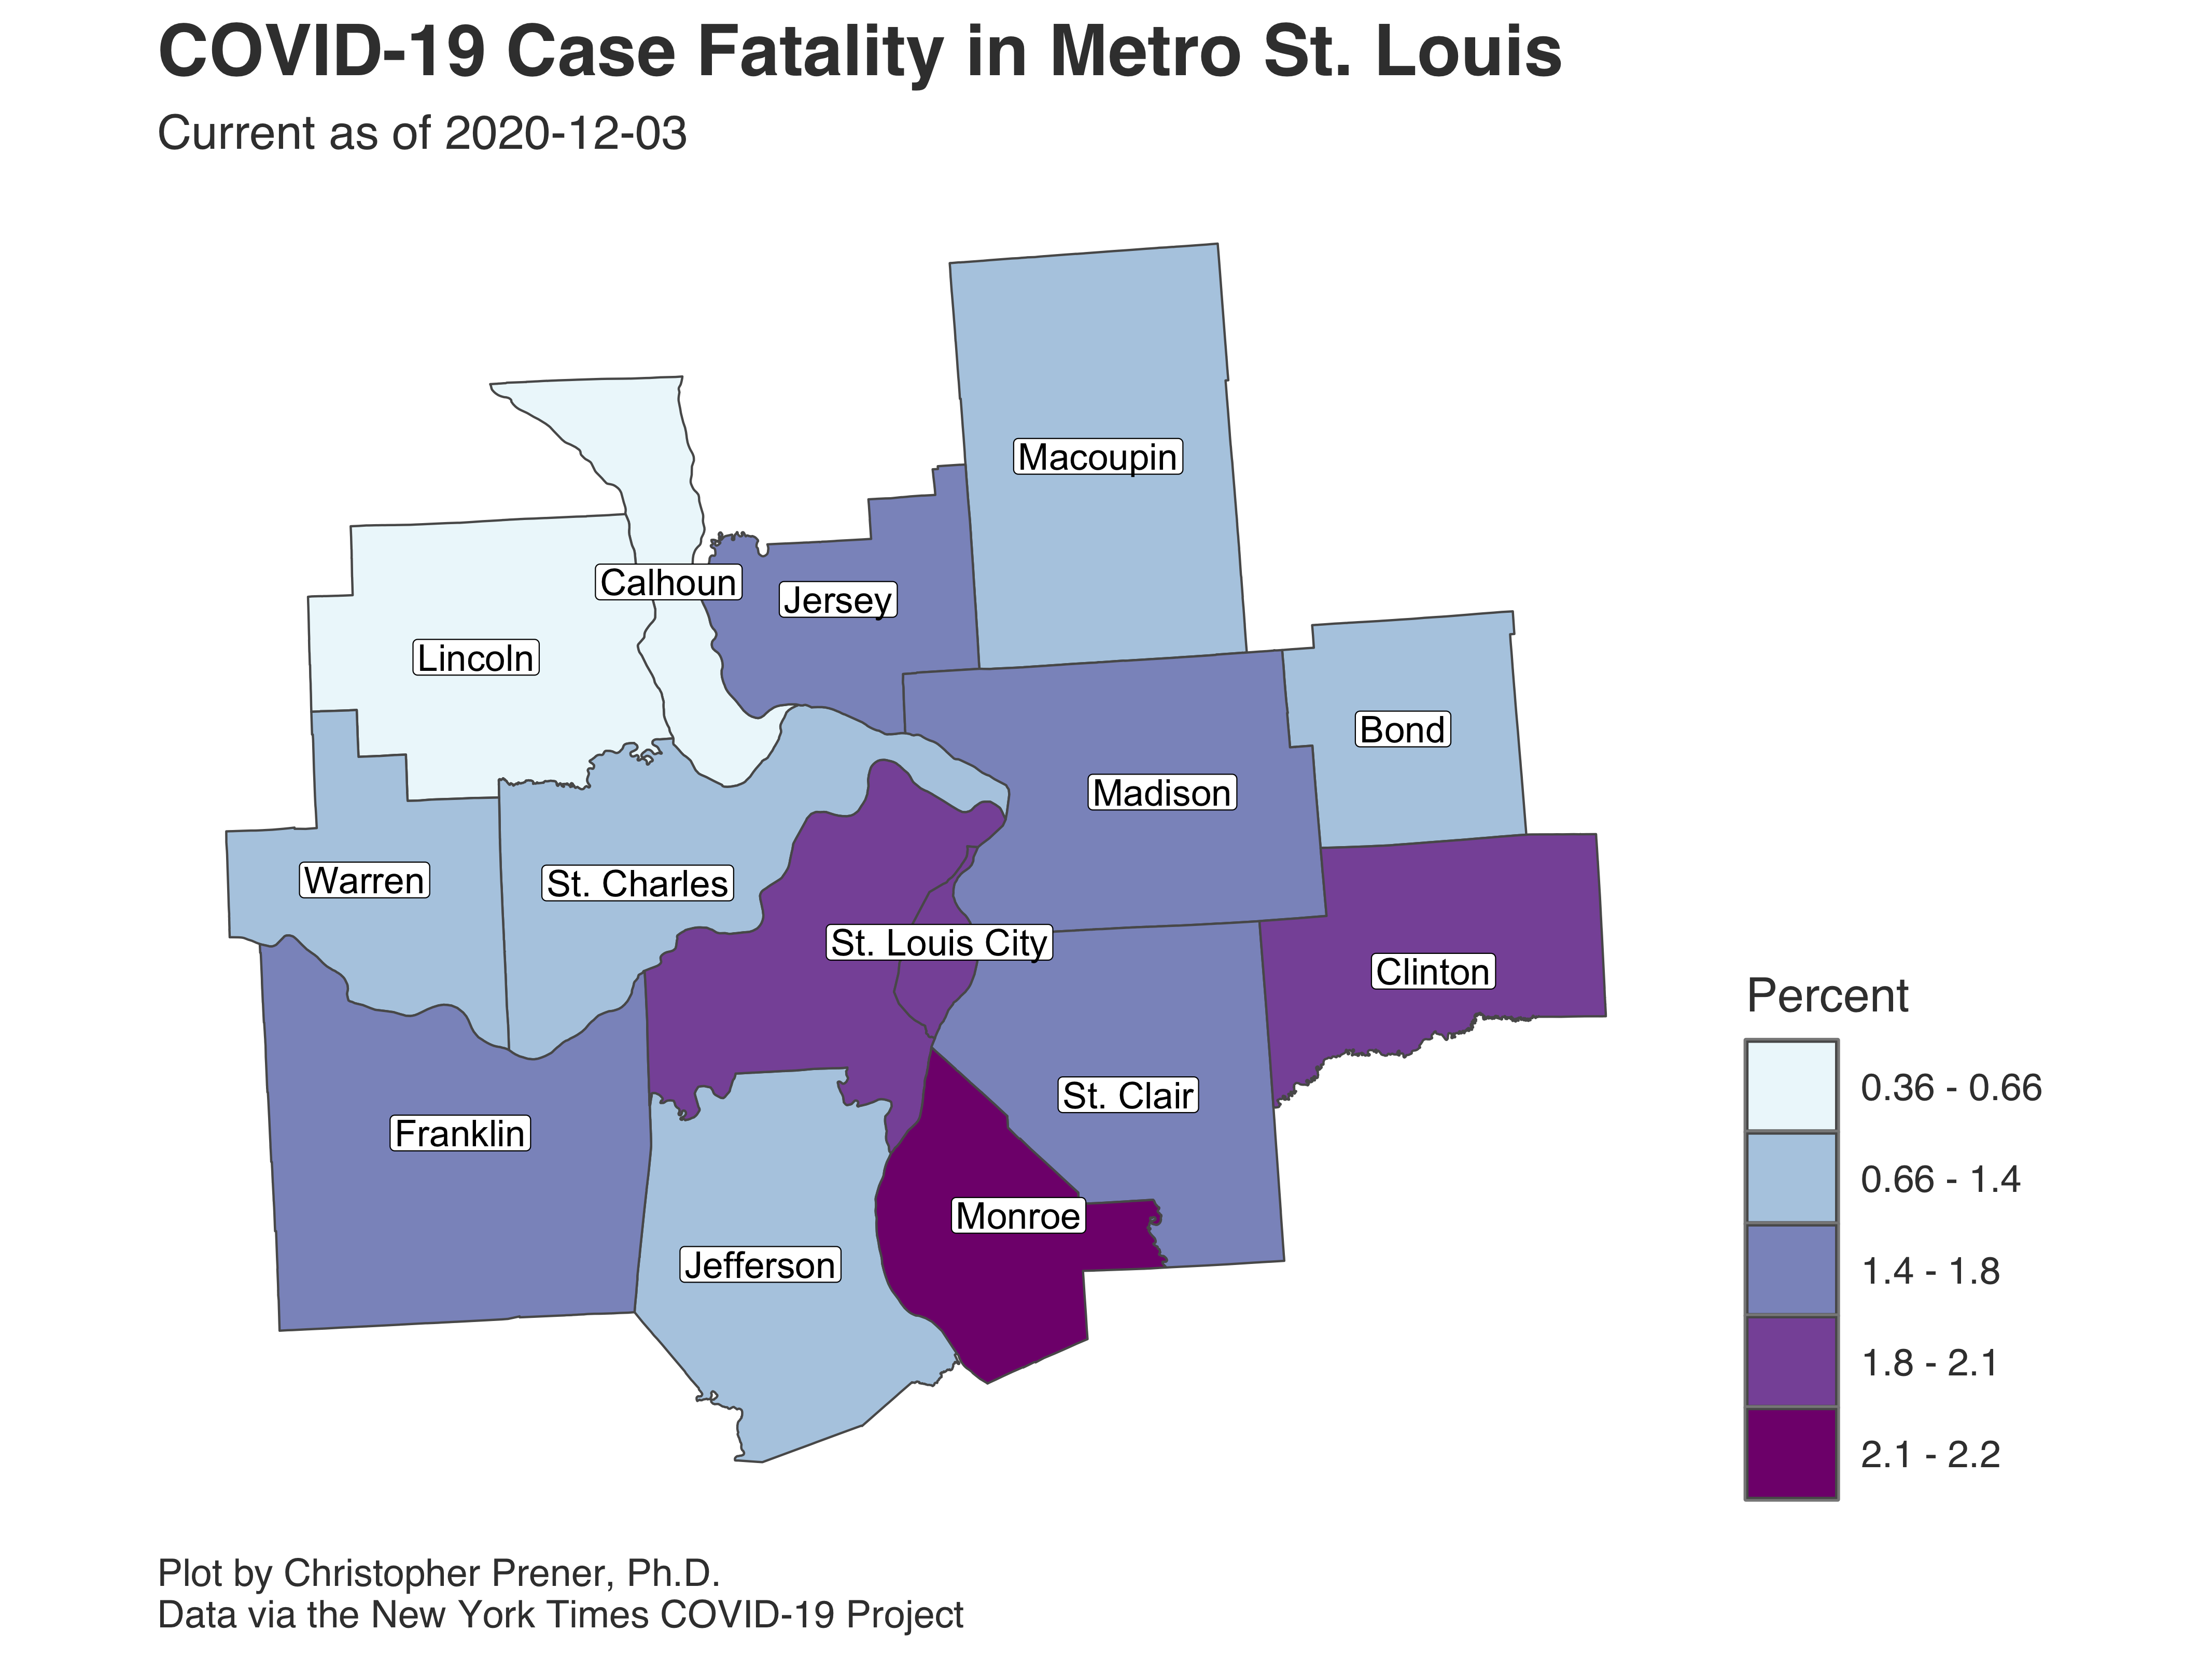 COVID-19 Case Fatality in Metro St. Louis
Current as of 2020-12-03
Macoupin
Calhoun
Jersey
Lincoln
Bond
Madison
Warren
St. Charles
St. Louis City
Clinton
St. Clair
Franklin
Monroe
Jefferson
Percent
0.36 - 0.66
0.66 - 1.4
1.4 - 1.8
1.8 - 2.1
2.1 - 2.2
Plot by Christopher Prener, Ph.D.
Data via the New York Times COVID-19 Project